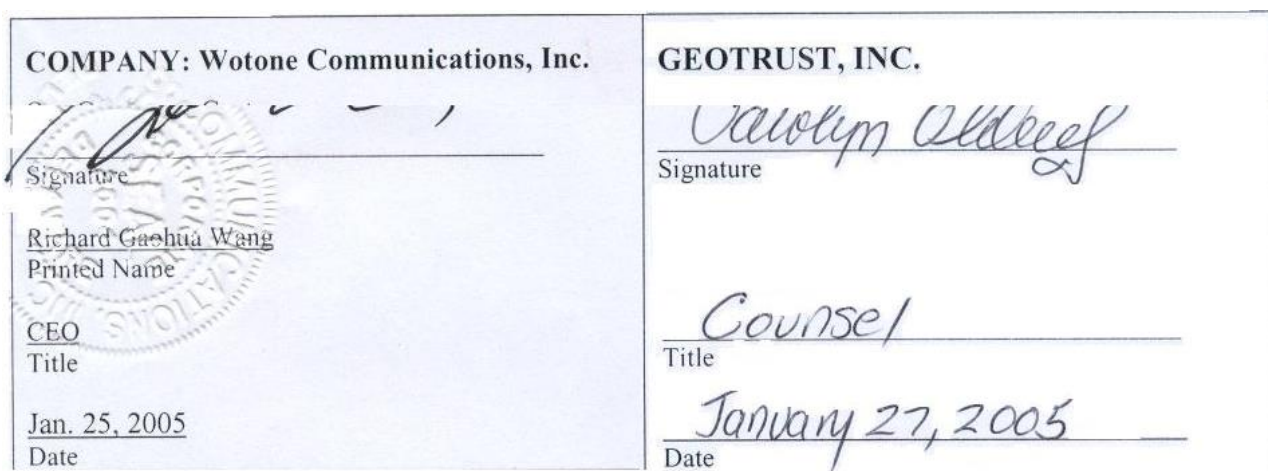 COMPANY: Wotone Communications, Inc.
Signature
Richard Gaohua Wang
Printed Name
CEO
Title
Jan. 25, 2005
Date
GEOTRUST, INC.
Carolyn
Signature
Counsel
Title
January 27, 2005
Date